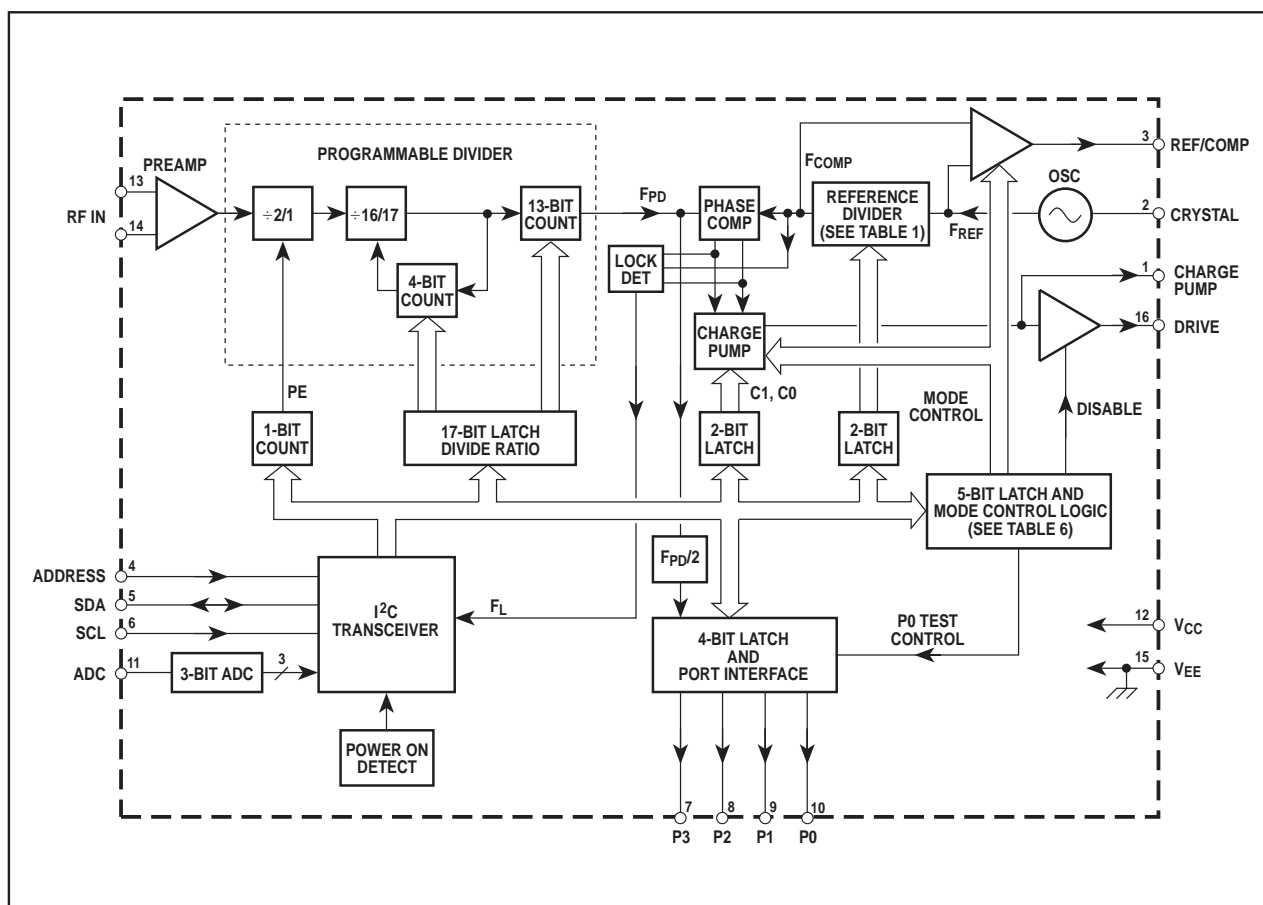 PROGRAMMABLE DIVIDER
PREAMP
13
14
RF IN
÷2/1
÷16/17
13-BIT
COUNT
4-BIT
COUNT
FPD
PHASE
COMP
LOCK
DET
FCOMP
REFERENCE
DIVIDER
(SEE TABLE 1)
FREF
OSC
3
REF/COMP
2
CRYSTAL
1
CHARGE
PUMP
16
DRIVE
CHARGE
PUMP
C1, C0
MODE
CONTROL
DISABLE
PE
1-BIT
COUNT
17-BIT LATCH
DIVIDE RATIO
2-BIT
LATCH
2-BIT
LATCH
5-BIT LATCH AND
MODE CONTROL LOGIC
(SEE TABLE 6)
FPD/2
ADDRESS
4
SDA
5
SCL
6
ADC
11
3-BIT ADC
3
I2C
TRANSCEIVER
FL
4-BIT LATCH
AND
PORT INTERFACE
P0 TEST
CONTROL
12
VCC
15
VEE
POWER ON
DETECT
7
8
9
10
P3
P2
P1
P0